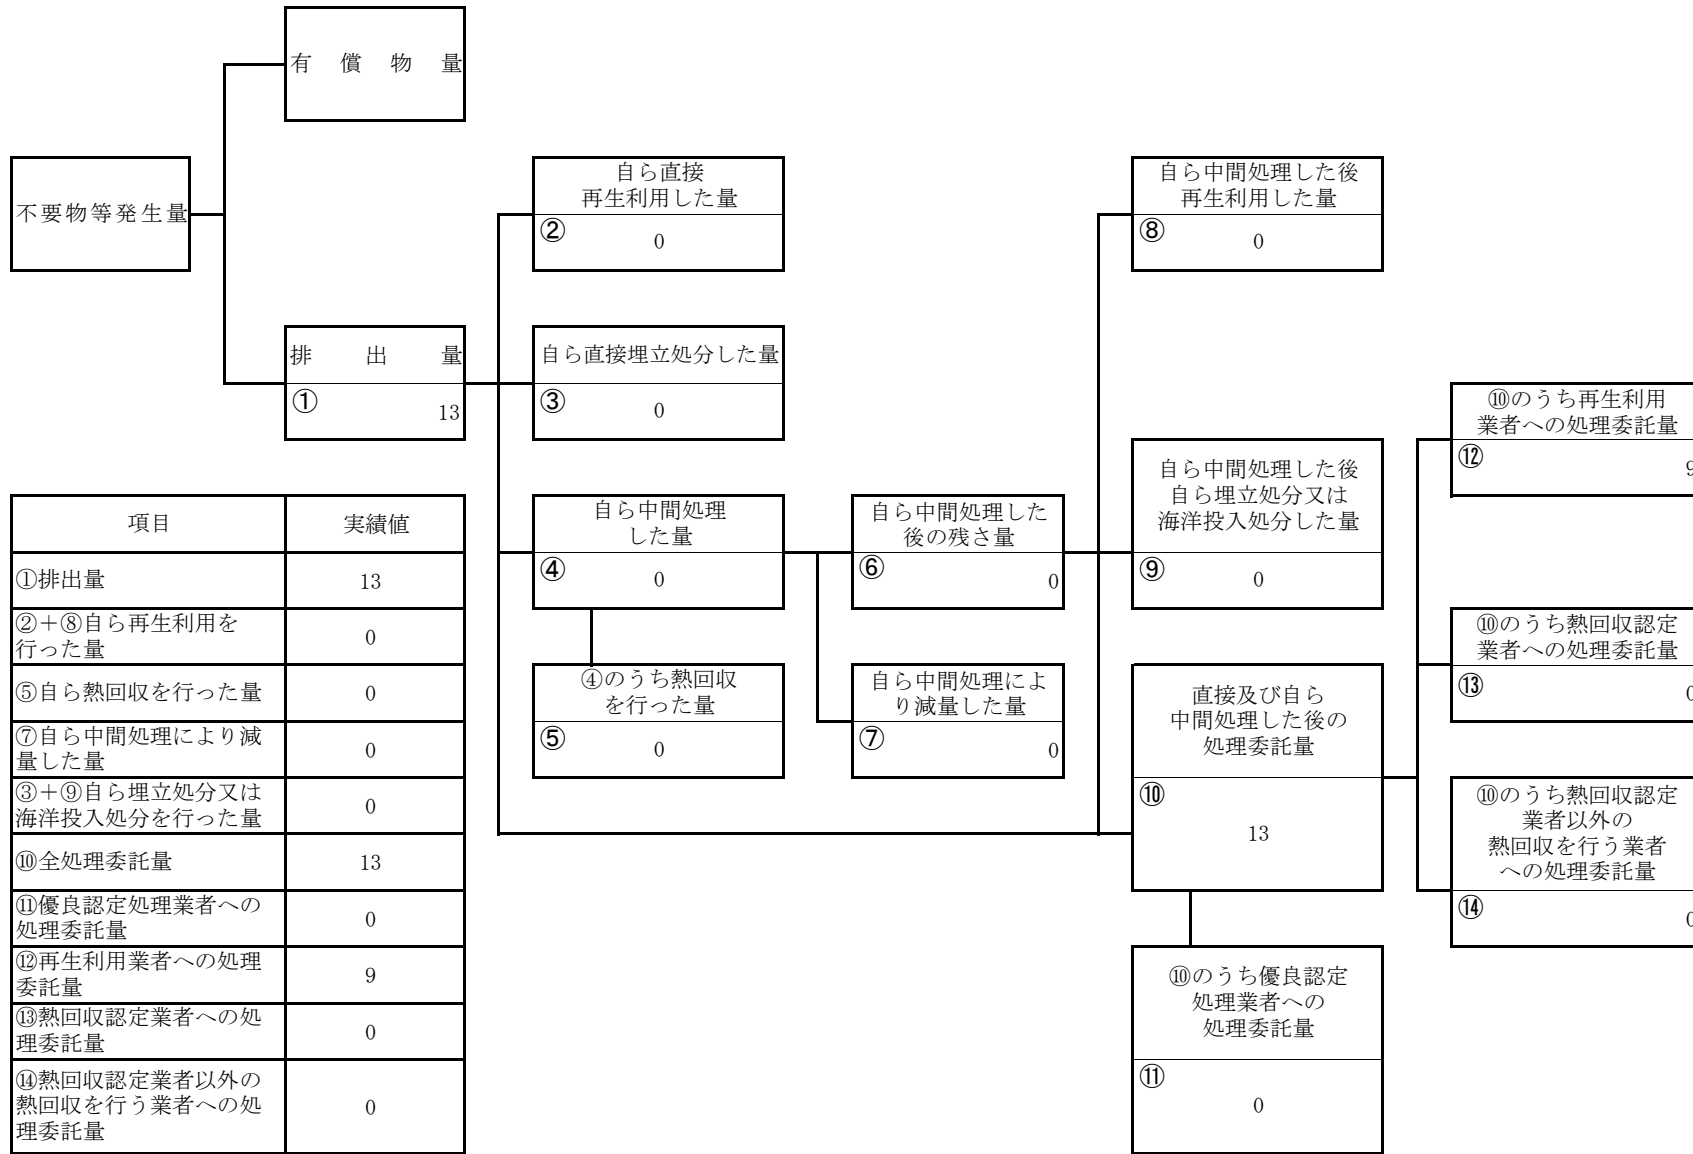 有償物量
不要物等発生量
排出量
①
13
自ら直接
再生利用した量
②
0
自ら直接埋立処分した量
③
0
自ら中間処理
した量
④
0
④のうち熱回収
を行った量
⑤
0
自ら中間処理した
後の残さ量
⑥
0
自ら中間処理によ
り減量した量
⑦
0
自ら中間処理した後
再生利用した量
⑧
0
自ら中間処理した後
自ら埋立処分又は
海洋投入処分した量
⑨
0
直接及び自ら
中間処理した後の
処理委託量
⑩
13
⑩のうち優良認定
処理業者への
処理委託量
⑪
0
⑩のうち再生利用
業者への処理委託量
⑫
9
⑩のうち熱回収認定
業者への処理委託量
⑬
0
⑩のうち熱回収認定
業者以外の
熱回収を行う業者
への処理委託量
⑭
0
項目 実績値
①排出量 13
②＋⑧自ら再生利用を
行った量 0
⑤自ら熱回収を行った量 0
⑦自ら中間処理により減
量した量 0
③＋⑨自ら埋立処分又は
海洋投入処分を行った量 0
⑩全処理委託量 13
⑪優良認定処理業者への
処理委託量 0
⑫再生利用業者への処理
委託量 9
⑬熱回収認定業者への処
理委託量 0
⑭熱回収認定業者以外の
熱回収を行う業者への処
理委託量 0